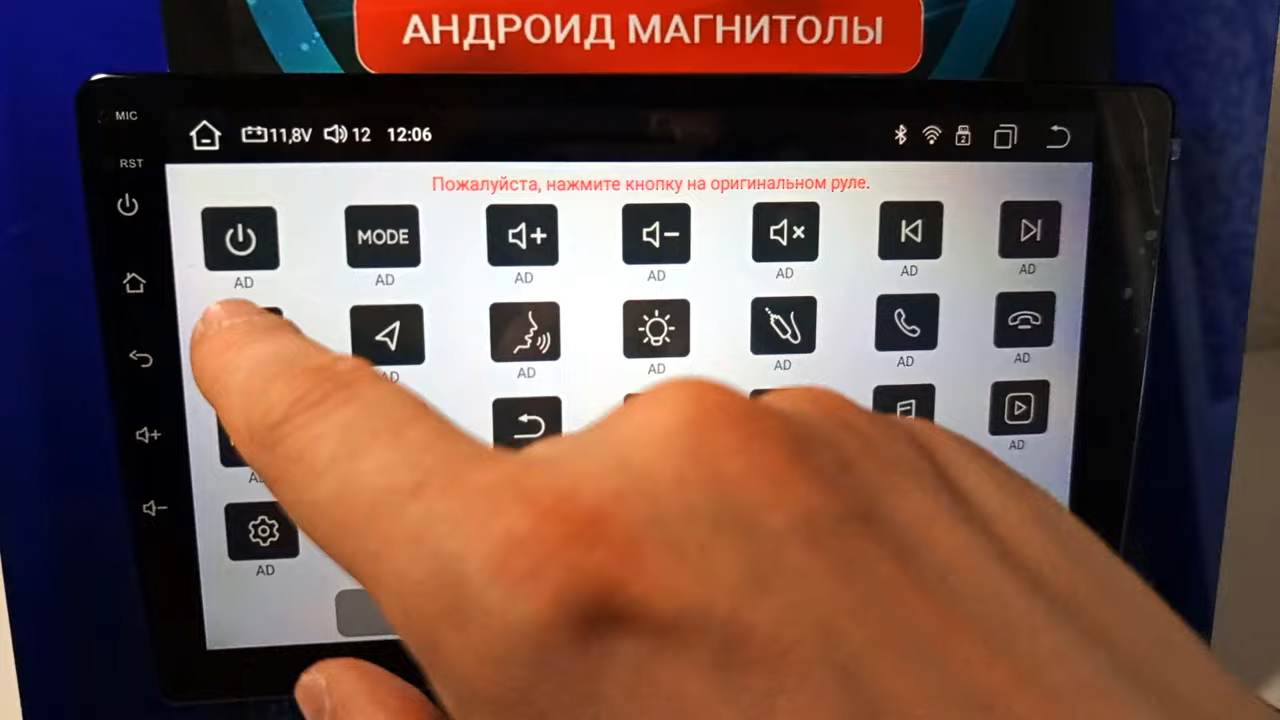 АНДРОИД МАГНИТОЛЫ
MIC
11,8V 12 12:06
2
RST
Пожалуйста, нажмите кнопку на оригинальном руле.
MODE
AD AD AD AD AD AD AD
AD AD AD AD AD AD
AD AD
AD